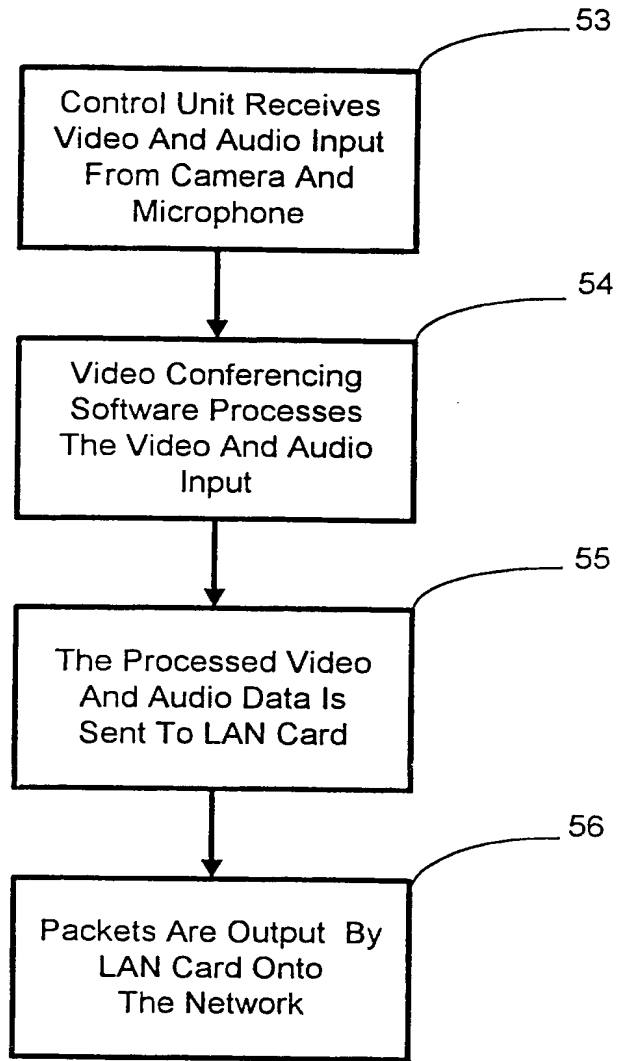 53
Control Unit Receives
Video And Audio Input
From Camera And
Microphone
54
Video Conferencing
Software Processes
The Video And Audio
Input
55
The Processed Video
And Audio Data Is
Sent To LAN Card
56
Packets Are Output By
LAN Card Onto
The Network